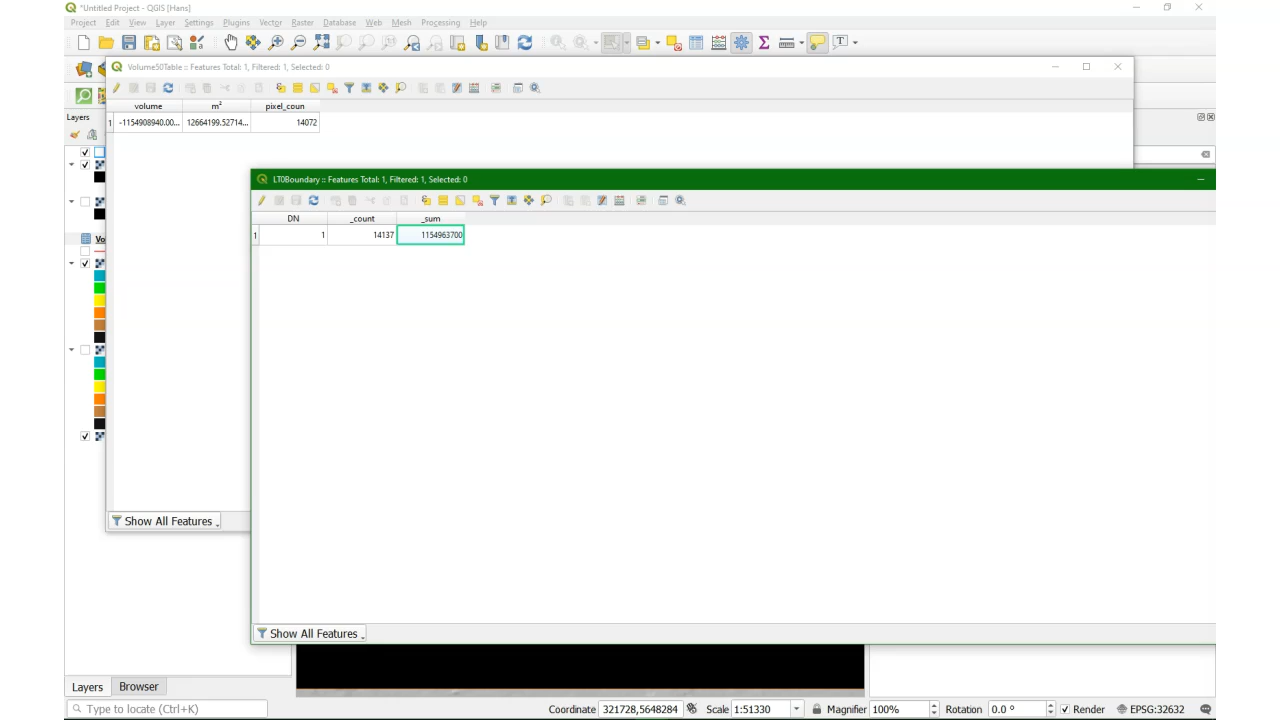 *Untitled Project - QGIS [Hans]
Project Edit View Layer Settings Plugins Vector Raster Database Web Mesh Processing Help
Volume50Table :: Features Total: 1, Filtered: 1, Selected: 0
volume m² pixel_coun
1 -1154908940.00... 12664199.52714... 14072
Layers
Vo
LT0Boundary :: Features Total: 1, Filtered: 1, Selected: 0
DN _count _sum
1 1 14137 1154963700
Show All Features
Show All Features
Layers Browser
Type to locate (Ctrl+K) Coordinate 321728,5648284 Scale 1:51330 Magnifier 100% Rotation 0.0 ° Render EPSG:32632